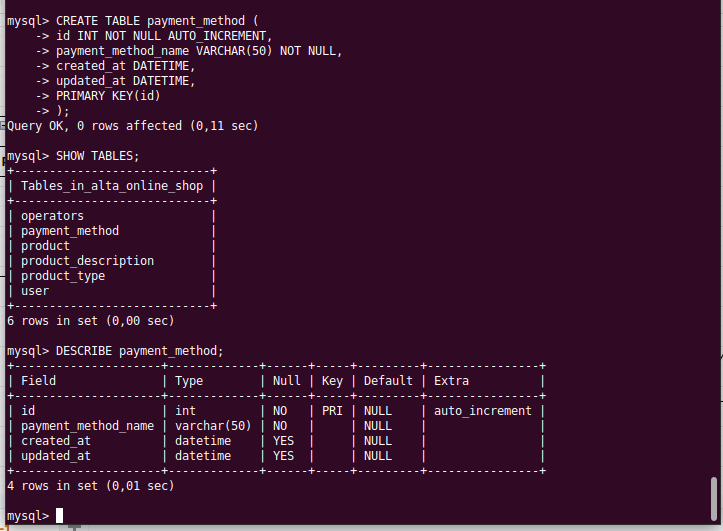 mysql> CREATE TABLE payment_method (
    -> id INT NOT NULL AUTO_INCREMENT,
    -> payment_method_name VARCHAR(50) NOT NULL,
    -> created_at DATETIME,
    -> updated_at DATETIME,
    -> PRIMARY KEY(id)
    -> );
Query OK, 0 rows affected (0,11 sec)

mysql> SHOW TABLES;
+----------------------------+
| Tables_in_alta_online_shop |
+----------------------------+
| operators                  |
| payment_method             |
| product                    |
| product_description        |
| product_type               |
| user                       |
+----------------------------+
6 rows in set (0,00 sec)

mysql> DESCRIBE payment_method;
+---------------------+-------------+------+-----+---------+----------------+
| Field               | Type        | Null | Key | Default | Extra          |
+---------------------+-------------+------+-----+---------+----------------+
| id                  | int         | NO   | PRI | NULL    | auto_increment |
| payment_method_name | varchar(50) | NO   |     | NULL    |                |
| created_at          | datetime    | YES  |     | NULL    |                |
| updated_at          | datetime    | YES  |     | NULL    |                |
+---------------------+-------------+------+-----+---------+----------------+
4 rows in set (0,01 sec)

mysql>